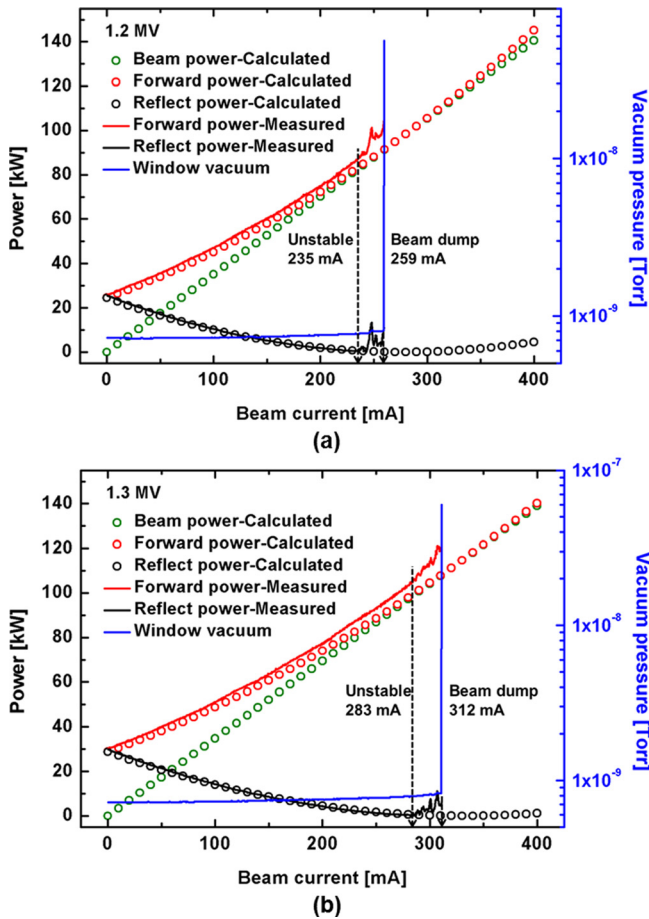 1.2 MV
Beam power-Calculated
Forward power-Calculated
Reflect power-Calculated
Forward power-Measured
Reflect power-Measured
Window vacuum
Unstable
235 mA
Beam dump
259 mA
140
120
100
80
60
40
20
0
Power [kW]
1x10⁻⁸
1x10⁻⁹
Vacuum pressure [Torr]
0 100 200 300 400
Beam current [mA]
(a)
1.3 MV
Beam power-Calculated
Forward power-Calculated
Reflect power-Calculated
Forward power-Measured
Reflect power-Measured
Window vacuum
Unstable
283 mA
Beam dump
312 mA
140
120
100
80
60
40
20
0
Power [kW]
1x10⁻⁷
1x10⁻⁸
1x10⁻⁹
Vacuum pressure [Torr]
0 100 200 300 400
Beam current [mA]
(b)